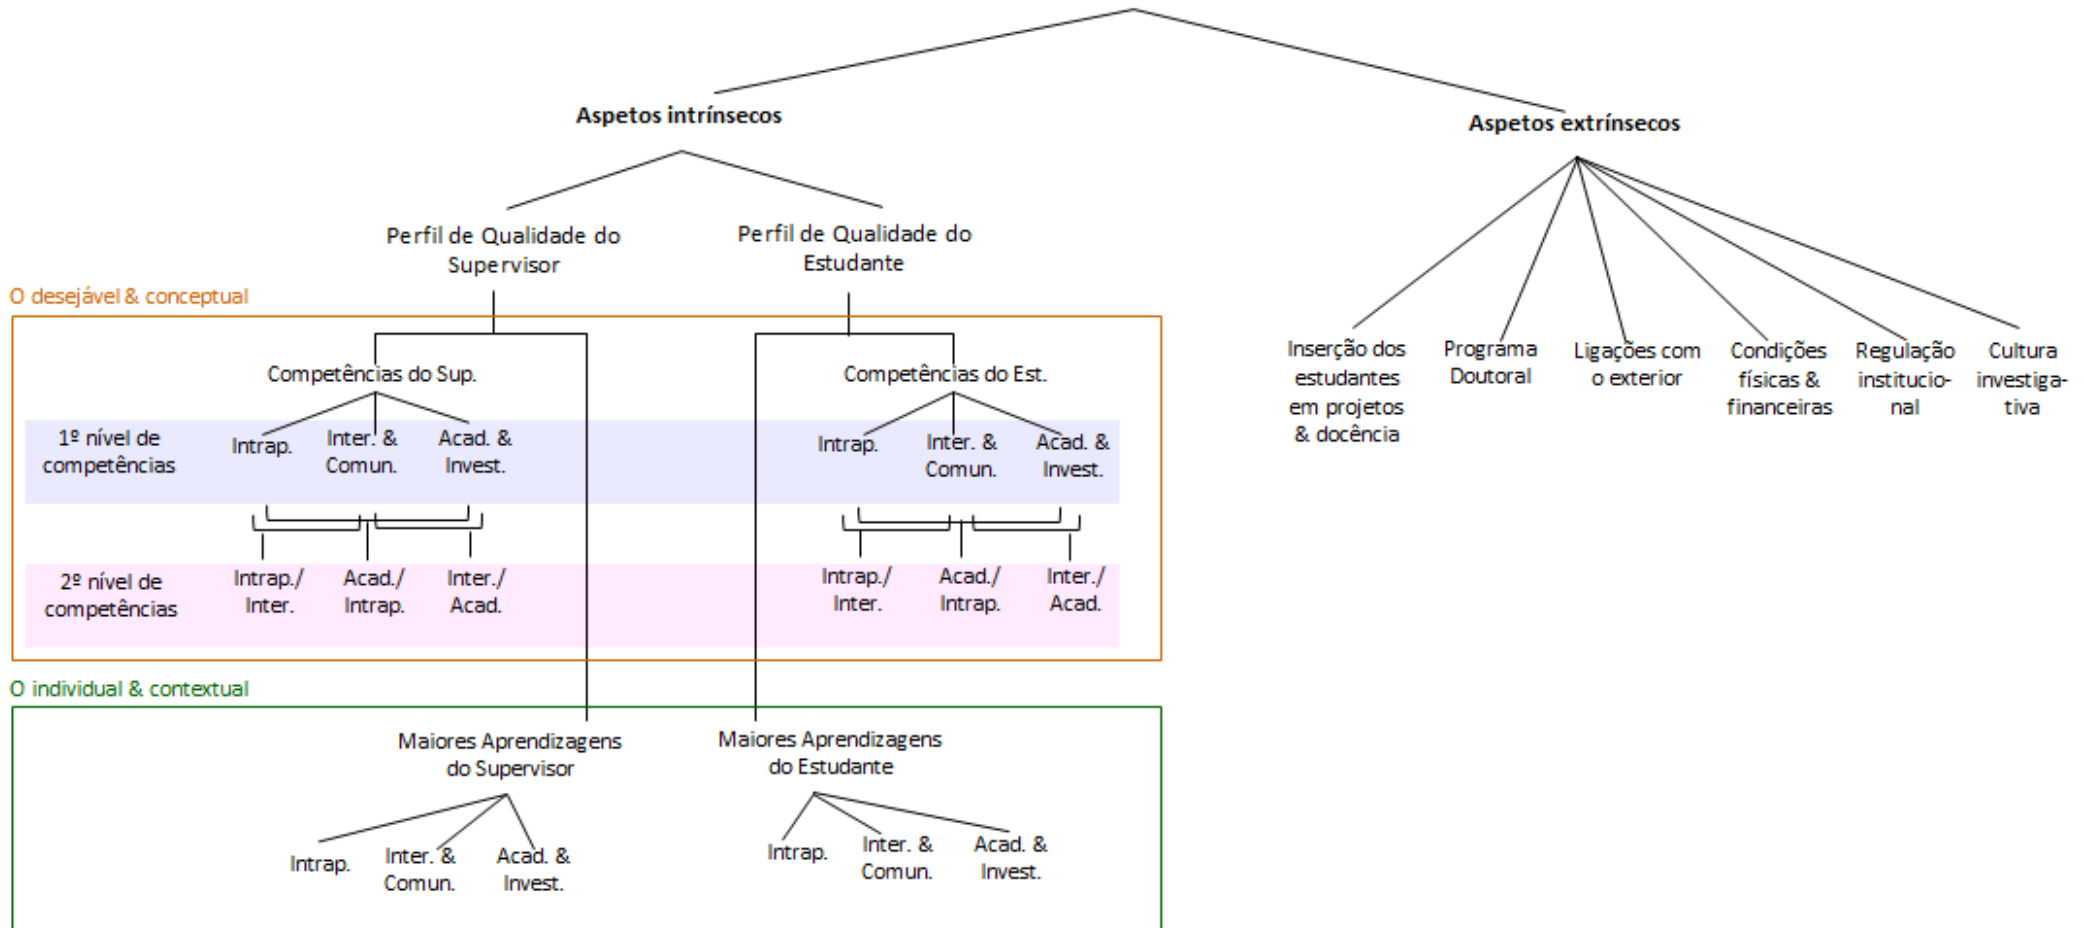 Aspetos intrínsecos
Aspetos extrínsecos
Perfil de Qualidade do
Supervisor
Perfil de Qualidade do
Estudante
O desejável & conceptual
Competências do Sup.
Competências do Est.
1º nível de
competências
Intrap.
Inter. &
Comun.
Acad. &
Invest.
Intrap.
Inter. &
Comun.
Acad. &
Invest.
2º nível de
competências
Intrap./
Inter.
Acad./
Intrap.
Inter./
Acad.
Intrap./
Inter.
Acad./
Intrap.
Inter./
Acad.
O individual & contextual
Maiores Aprendizagens
do Supervisor
Maiores Aprendizagens
do Estudante
Intrap.
Inter. &
Comun.
Acad. &
Invest.
Intrap.
Inter. &
Comun.
Acad. &
Invest.
Inserção dos
estudantes
em projetos
& docência
Programa
Doutoral
Ligações com
o exterior
Condições
físicas &
financeiras
Regulação
institucio-
nal
Cultura
investiga-
tiva